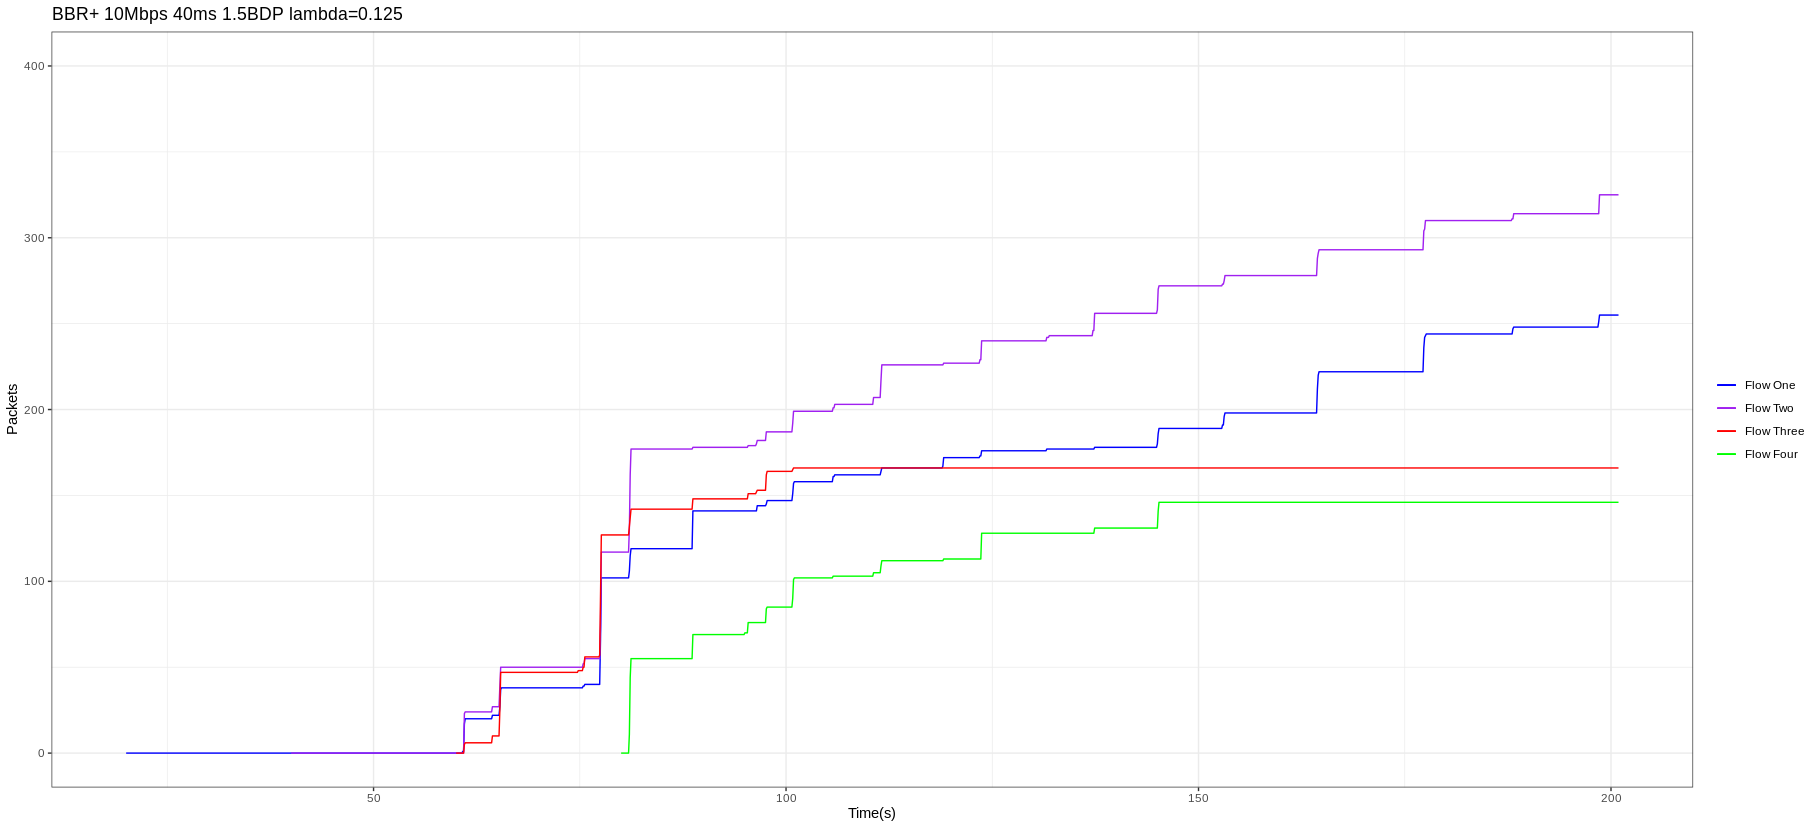 BBR+ 10Mbps 40ms 1.5BDP lambda=0.125
400
300
200
100
0
Packets
50
100
150
200
Time(s)
Flow One
Flow Two
Flow Three
Flow Four